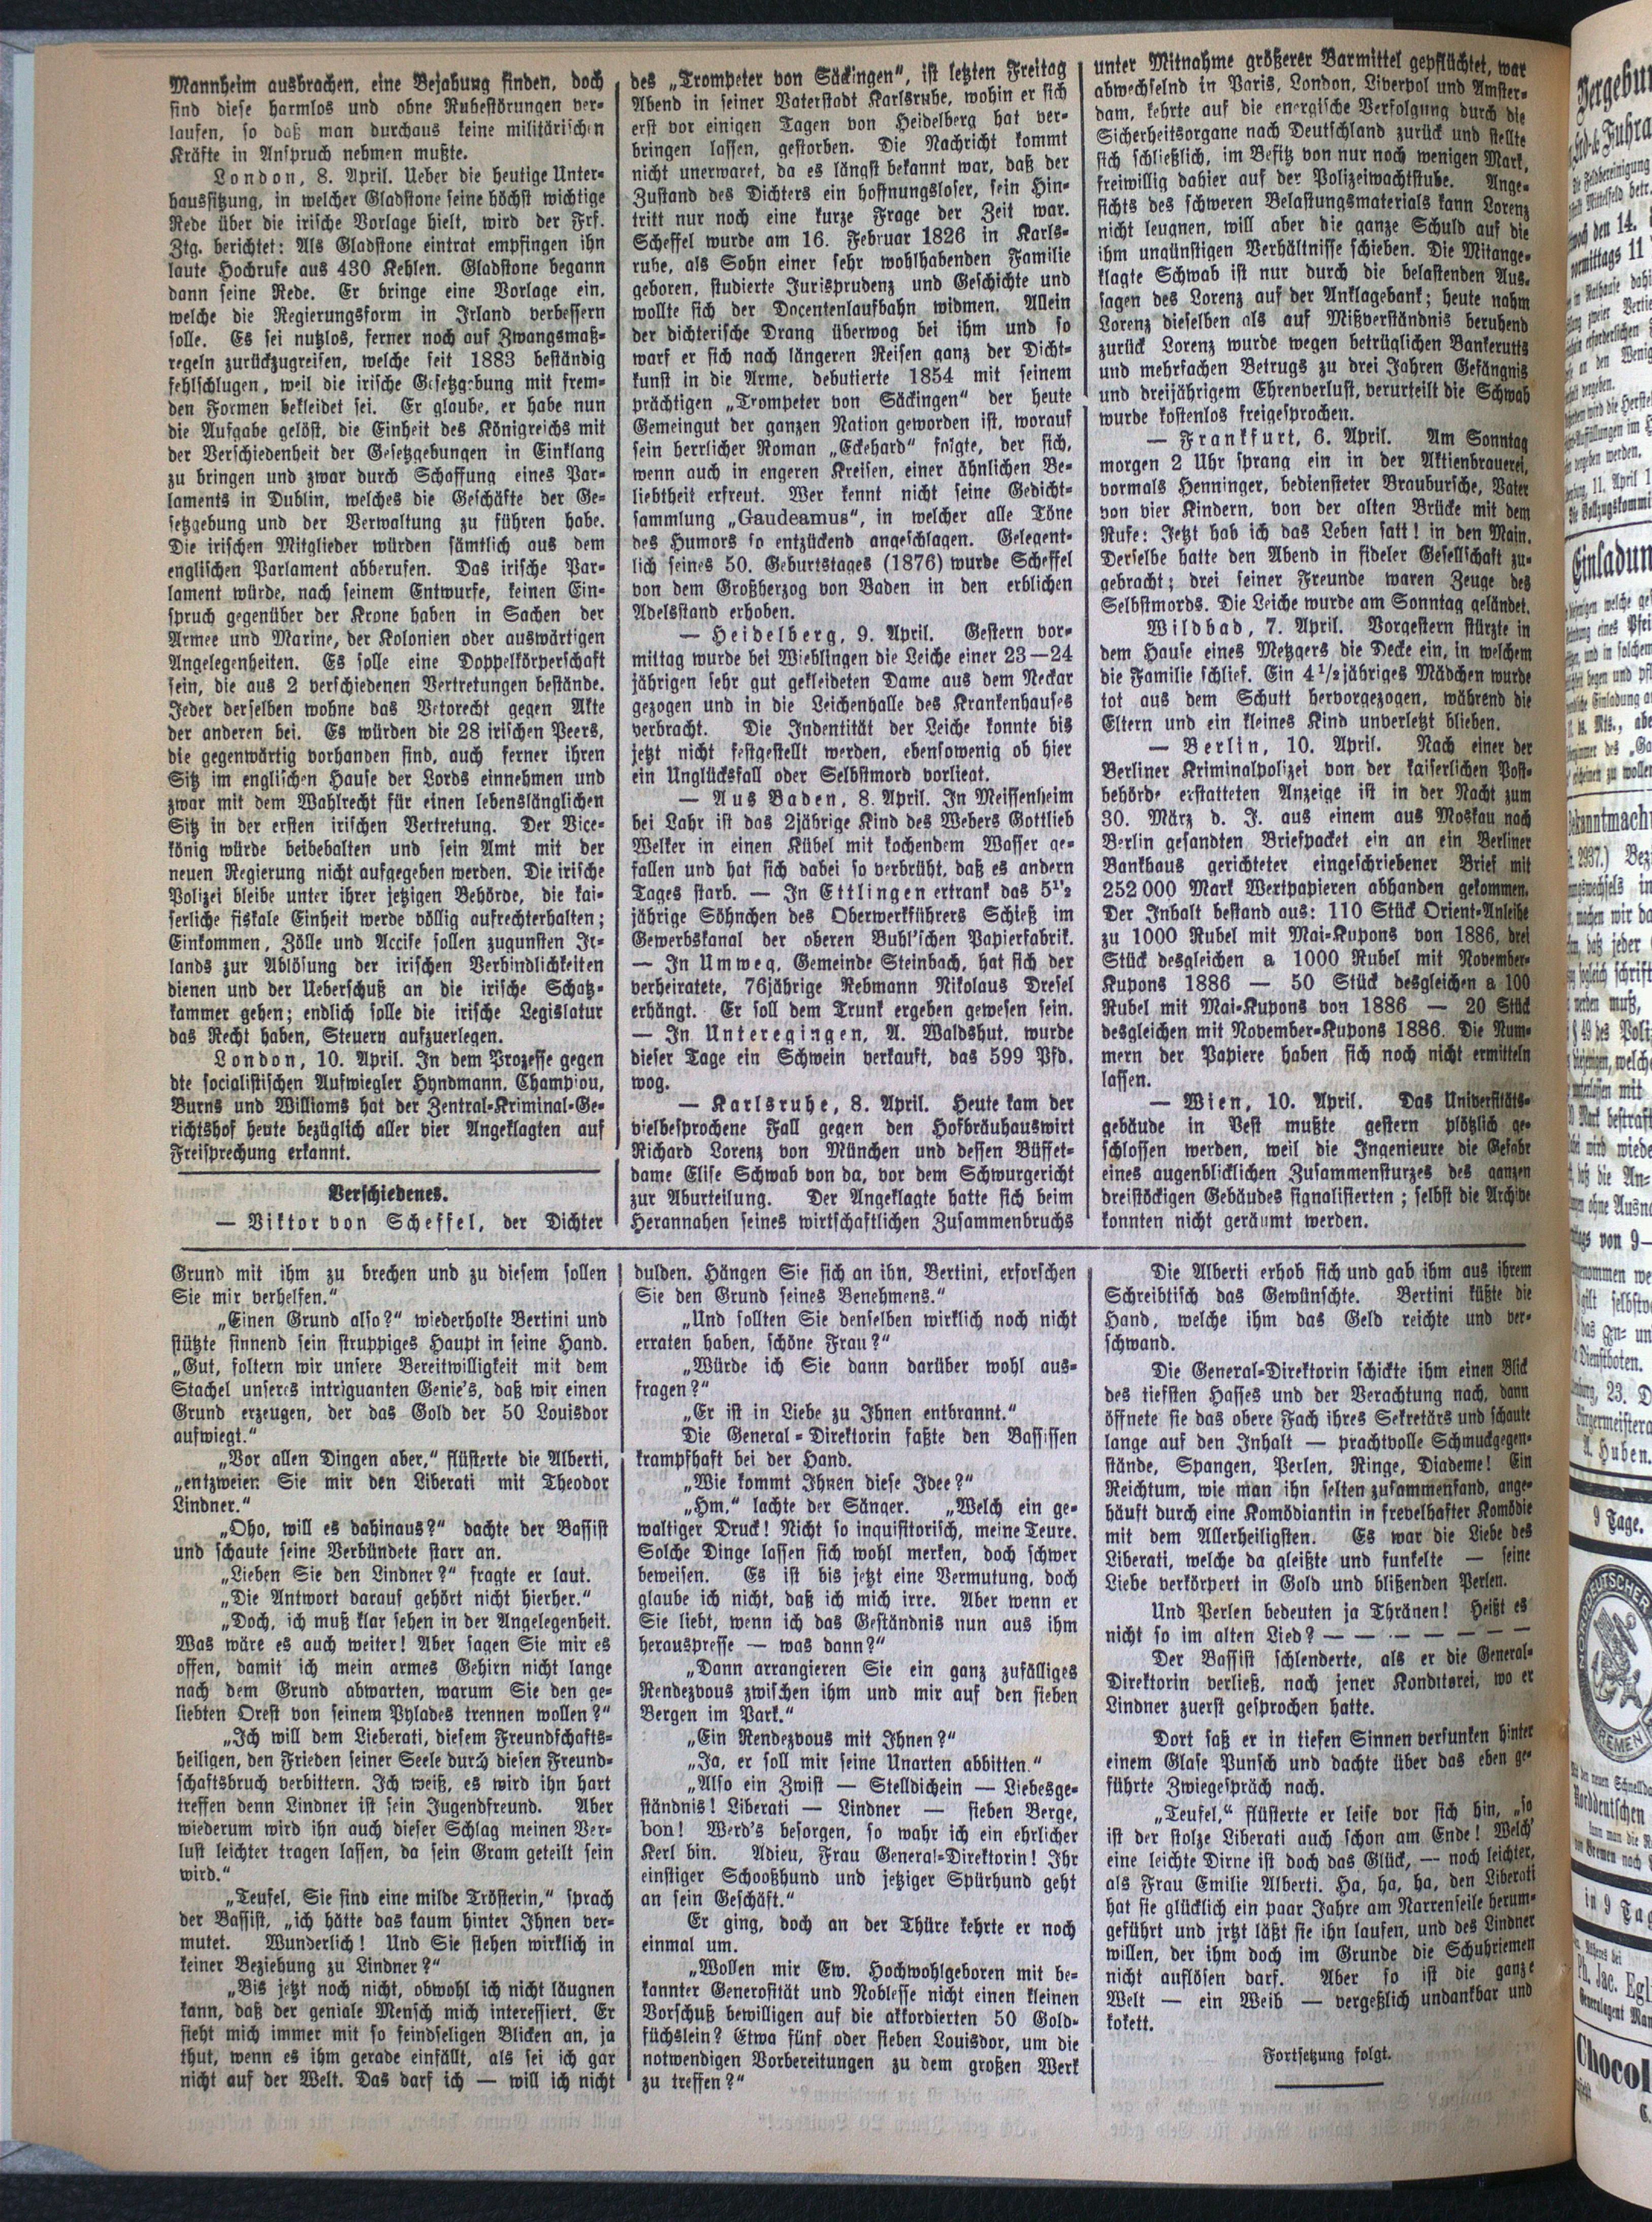 Mannheim ausbrachen, eine Bejahung finden, doch
sind diese harmlos und ohne Ruhestörungen ver-
laufen, so daß man durchaus keine militärischen
Kräfte in Anspruch nehmen mußte.
London, 8. April. Ueber die heutige Unter-
haussitzung, in welcher Gladstone seine höchst wichtige
Rede über die irische Vorlage hielt, wird der Frf.
Ztg. berichtet: Als Gladstone eintrat empfingen ihn
laute Hochrufe aus 430 Kehlen. Gladstone begann
dann seine Rede. Er bringe eine Vorlage ein,
welche die Regierungsform in Irland verbessern
solle. Es sei nutzlos, ferner noch auf Zwangsmaß-
regeln zurückzugreifen, welche seit 1883 beständig
fehlschlugen, weil die irische Gesetzgebung mit frem-
den Formen bekleidet sei. Er glaube, er habe nun
die Aufgabe gelöst, die Einheit des Königreichs mit
der Verschiedenheit der Gesetzgebungen in Einklang
zu bringen und zwar durch Schaffung eines Par-
laments in Dublin, welches die Geschäfte der Ge-
setzgebung und der Verwaltung zu führen habe.
Die irischen Mitglieder würden sämtlich aus dem
englischen Parlament abberufen. Das irische Par-
lament würde, nach seinem Entwurfe, keinen Ein-
spruch gegenüber der Krone haben in Sachen der
Armee und Marine, der Kolonien oder auswärtigen
Angelegenheiten. Es solle eine Doppelkörperschaft
sein, die aus 2 verschiedenen Vertretungen bestände.
Jeder derselben wohne das Vetorecht gegen Akte
der anderen bei. Es würden die 28 irischen Peers,
die gegenwärtig vorhanden sind, auch ferner ihren
Sitz im englischen Hause der Lords einnehmen und
zwar mit dem Wahlrecht für einen lebenslänglichen
Sitz in der ersten irischen Vertretung. Der Vice-
könig würde beibehalten und sein Amt mit der
neuen Regierung nicht aufgegeben werden. Die irische
Polizei bleibe unter ihrer jetzigen Behörde, die kai-
serliche fiskale Einheit werde völlig aufrechterhalten;
Einkommen, Zölle und Accise sollen zugunsten Ir-
lands zur Ablösung der irischen Verbindlichkeiten
dienen und der Ueberschuß an die irische Schatz-
kammer gehen; endlich solle die irische Legislatur
das Recht haben, Steuern aufzuerlegen.
London, 10. April. In dem Prozesse gegen
die socialistischen Aufwiegler Hyndmann, Champiou,
Burns und Williams hat der Zentral-Kriminal-Ge-
richtshof heute bezüglich aller vier Angeklagten auf
Freisprechung erkannt.
Verschiedenes.
— Viktor von Scheffel, der Dichter
des „Trompeter von Säckingen“, ist letzten Freitag
Abend in seiner Vaterstadt Karlsruhe, wohin er sich
erst vor einigen Tagen von Heidelberg hat ver-
bringen lassen, gestorben. Die Nachricht kommt
nicht unerwaret, da es längst bekannt war, daß der
Zustand des Dichters ein hoffnungsloser, sein Hin-
tritt nur noch eine kurze Frage der Zeit war.
Scheffel wurde am 16. Februar 1826 in Karls-
ruhe, als Sohn einer sehr wohlhabenden Familie
geboren, studierte Jurisprudenz und Geschichte und
wollte sich der Docentenlaufbahn widmen. Allein
der dichterische Drang überwog bei ihm und so
warf er sich nach längeren Reisen ganz der Dicht-
kunst in die Arme, debutierte 1854 mit seinem
prächtigen „Trompeter von Säckingen“ der heute
Gemeingut der ganzen Nation geworden ist, worauf
sein herrlicher Roman „Eckehard“ folgte, der sich,
wenn auch in engeren Kreisen, einer ähnlichen Be-
liebtheit erfreut. Wer kennt nicht seine Gedicht-
sammlung „Gaudeamus“, in welcher alle Töne
des Humors so entzückend angeschlagen. Gelegent-
lich seines 50. Geburtstages (1876) wurde Scheffel
von dem Großherzog von Baden in den erblichen
Adelsstand erhoben.
— Heidelberg, 9. April. Gestern vor-
mittag wurde bei Wieblingen die Leiche einer 23—24
jährigen sehr gut gekleideten Dame aus dem Neckar
gezogen und in die Leichenhalle des Krankenhauses
verbracht. Die Indentität der Leiche konnte bis
jetzt nicht festgestellt werden, ebensowenig ob hier
ein Unglücksfall oder Selbstmord vorliegt.
— Aus Baden, 8. April. In Meissenheim
bei Lahr ist das 2jährige Kind des Webers Gottlieb
Welker in einen Kübel mit kochendem Wasser ge-
fallen und hat sich dabei so verbrüht, daß es andern
Tages starb. — In Ettlingen ertrank das 5½
jährige Söhnchen des Oberwerkführers Schieß im
Gewerbskanal der oberen Buhl'schen Papierfabrik.
— In Umweg, Gemeinde Steinbach, hat sich der
verheiratete, 76jährige Rebmann Nikolaus Dresel
erhängt. Er soll dem Trunk ergeben gewesen sein.
— In Unteregingen, A. Waldshut, wurde
dieser Tage ein Schwein verkauft, das 599 Pfd.
wog.
— Karlsruhe, 8. April. Heute kam der
vielbesprochene Fall gegen den Hofbräuhauswirt
Richard Lorenz von München und dessen Büffet-
dame Elise Schwab von da, vor dem Schwurgericht
zur Aburteilung. Der Angeklagte hatte sich beim
Herannahen seines wirtschaftlichen Zusammenbruchs
unter Mitnahme größerer Barmittel gepflüchtet, war
abwechselnd in Paris, London, Liverpol und Amster-
dam, kehrte auf die energische Verfolgung durch die
Sicherheitsorgane nach Deutschland zurück und stellte
sich schließlich, im Besitz von nur noch wenigen Mark,
freiwillig dahier auf der Polizeiwachtstube. Ange-
sichts des schweren Belastungsmaterials kann Lorenz
nicht leugnen, will aber die ganze Schuld auf die
ihm ungünstigen Verhältnisse schieben. Die Mitange-
klagte Schwab ist nur durch die belastenden Aus-
sagen des Lorenz auf der Anklagebank; heute nahm
Lorenz dieselben als auf Mißverständnis beruhend
zurück Lorenz wurde wegen betrüglichen Bankerutts
und mehrfachen Betrugs zu drei Jahren Gefängnis
und dreijährigem Ehrenverlust, verurteilt die Schwab
wurde kostenlos freigesprochen.
— Frankfurt, 6. April. Am Sonntag
morgen 2 Uhr sprang ein in der Aktienbrauerei,
vormals Henninger, bediensteter Braubursche, Vater
von vier Kindern, von der alten Brücke mit dem
Rufe: Jetzt hab ich das Leben satt! in den Main.
Derselbe hatte den Abend in fideler Gesellschaft zu-
gebracht; drei seiner Freunde waren Zeuge des
Selbstmords. Die Leiche wurde am Sonntag geländet.
Wildbad, 7. April. Vorgestern stürzte in
dem Hause eines Metzgers die Decke ein, in welchem
die Familie schlief. Ein 4½jähriges Mädchen wurde
tot aus dem Schutt hervorgezogen, während die
Eltern und ein kleines Kind unverletzt blieben.
— Berlin, 10. April. Nach einer der
Berliner Kriminalpolizei von der kaiserlichen Post-
behörde erstatteten Anzeige ist in der Nacht zum
30. März d. J. aus einem aus Moskau nach
Berlin gesandten Briefpacket ein an ein Berliner
Bankhaus gerichteter eingeschriebener Brief mit
252 000 Mark Wertpapieren abhanden gekommen.
Der Inhalt bestand aus: 110 Stück Orient-Anleihe
zu 1000 Rubel mit Mai-Kupons von 1886, drei
Stück desgleichen a 1000 Rubel mit November-
Kupons 1886 — 50 Stück desgleichen a 100
Rubel mit Mai-Kupons von 1886 — 20 Stück
desgleichen mit November-Kupons 1886. Die Num-
mern der Papiere haben sich noch nicht ermitteln
lassen.
— Wien, 10. April. Das Universitäts-
gebäude in Pest mußte gestern plötzlich ge-
schlossen werden, weil die Ingenieure die Gefahr
eines augenblicklichen Zusammensturzes des ganzen
dreistöckigen Gebäudes signalisierten; selbst die Archive
konnten nicht geräumt werden.
Grund mit ihm zu brechen und zu diesem sollen
Sie mir verhelfen.“
„Einen Grund also?“ wiederholte Bertini und
stützte sinnend sein struppiges Haupt in seine Hand.
„Gut, foltern wir unsere Bereitwilligkeit mit dem
Stachel unseres intriguanten Genie's, daß wir einen
Grund erzeugen, der das Gold der 50 Louisdor
aufwiegt.“
„Vor allen Dingen aber,“ flüsterte die Alberti,
„entzweien Sie mir den Liberati mit Theodor
Lindner.“
„Oho, will es dahinaus?“ dachte der Bassist
und schaute seine Verbündete starr an.
„Lieben Sie den Lindner?“ fragte er laut.
„Die Antwort darauf gehört nicht hierher.“
„Doch, ich muß klar sehen in der Angelegenheit.
Was wäre es auch weiter! Aber sagen Sie mir es
offen, damit ich mein armes Gehirn nicht lange
nach dem Grund abwarten, warum Sie den ge-
liebten Orest von seinem Pylades trennen wollen?“
„Ich will dem Lieberati, diesem Freundschafts-
heiligen, den Frieden seiner Seele durch diesen Freund-
schaftsbruch verbittern. Ich weiß, es wird ihn hart
treffen denn Lindner ist sein Jugendfreund. Aber
wiederum wird ihn auch dieser Schlag meinen Ver-
lust leichter tragen lassen, da sein Gram geteilt sein
wird.“
„Teufel, Sie sind eine milde Trösterin,“ sprach
der Bassist, „ich hätte das kaum hinter Ihnen ver-
mutet. Wunderlich! Und Sie stehen wirklich in
keiner Beziehung zu Lindner?“
„Bis jetzt noch nicht, obwohl ich nicht läugnen
kann, daß der geniale Mensch mich interessiert. Er
sieht mich immer mit so feindseligen Blicken an, ja
thut, wenn es ihm gerade einfällt, als sei ich gar
nicht auf der Welt. Das darf ich — will ich nicht
dulden. Hängen Sie sich an ihn, Bertini, erforschen
Sie den Grund seines Benehmens.“
„Und sollten Sie denselben wirklich noch nicht
erraten haben, schöne Frau?“
„Würde ich Sie dann darüber wohl aus-
fragen?“
„Er ist in Liebe zu Ihnen entbrannt.“
Die General-Direktorin faßte den Bassissen
krampfhaft bei der Hand.
„Wie kommt Ihnen diese Idee?“
„Hm.“ lachte der Sänger. „Welch ein ge-
waltiger Druck! Nicht so inquisitorisch, meine Teure.
Solche Dinge lassen sich wohl merken, doch schwer
beweisen. Es ist bis jetzt eine Vermutung, doch
glaube ich nicht, daß ich mich irre. Aber wenn er
Sie liebt, wenn ich das Geständnis nun aus ihm
herauspresse — was dann?“
„Dann arrangieren Sie ein ganz zufälliges
Rendezvous zwischen ihm und mir auf den sieben
Bergen im Park.“
„Ein Rendezvous mit Ihnen?“
„Ja, er soll mir seine Unarten abbitten.“
„Also ein Zwist — Stelldichein — Liebesge-
ständnis! Liberati — Lindner — sieben Berge,
bon! Werd's besorgen, so wahr ich ein ehrlicher
Kerl bin. Adieu, Frau General-Direktorin! Ihr
einstiger Schooßhund und jetziger Spürhund geht
an sein Geschäft.“
Er ging, doch an der Thüre kehrte er noch
einmal um.
„Wollen mir Ew. Hochwohlgeboren mit be-
kannter Generosität und Noblesse nicht einen kleinen
Vorschuß bewilligen auf die akkordierten 50 Gold-
füchslein? Etwa fünf oder sieben Louisdor, um die
notwendigen Vorbereitungen zu dem großen Werk
zu treffen?“
Die Alberti erhob sich und gab ihm aus ihrem
Schreibtisch das Gewünschte. Bertini küßte die
Hand, welche ihm das Geld reichte und ver-
schwand.
Die General-Direktorin schickte ihm einen Blick
des tiefsten Hasses und der Verachtung nach, dann
öffnete sie das obere Fach ihres Sekretärs und schaute
lange auf den Inhalt — prachtvolle Schmuckgegen-
stände, Spangen, Perlen, Ringe, Diademe! Ein
Reichtum, wie man ihn selten zusammenfand, ange-
häuft durch eine Komödiantin in frevelhafter Komödie
mit dem Allerheiligsten. Es war die Liebe des
Liberati, welche da gleißte und funkelte — seine
Liebe verkörpert in Gold und blißenden Perlen.
Und Perlen bedeuten ja Thränen! Heißt es
nicht so im alten Lied? — — — — — — —
Der Bassist schlenderte, als er die General-
Direktorin verließ, nach jener Konditorei, wo er
Lindner zuerst gesprochen hatte.
Dort saß er in tiefen Sinnen versunken hinter
einem Glase Punsch und dachte über das eben ge-
führte Zwiegespräch nach.
„Teufel,“ flüsterte er leise vor sich hin, „so
ist der stolze Liberati auch schon am Ende! Welch'
eine leichte Dirne ist doch das Glück, — noch leichter,
als Frau Emilie Alberti. Ha, ha, ha, den Liberati
hat sie glücklich ein paar Jahre am Narrenseile herum-
geführt und jetzt läßt sie ihn laufen, und des Lindner
willen, der ihm doch im Grunde die Schuhriemen
nicht auflösen darf. Aber so ist die ganze
Welt — ein Weib — vergeßlich undankbar und
kokett.
Fortsetzung folgt.
9 Tage.
NORDDEUTSCHER
BREMEN
Norddeutschen
in 9 Tag
Ph. Jac. Egl
Chocol